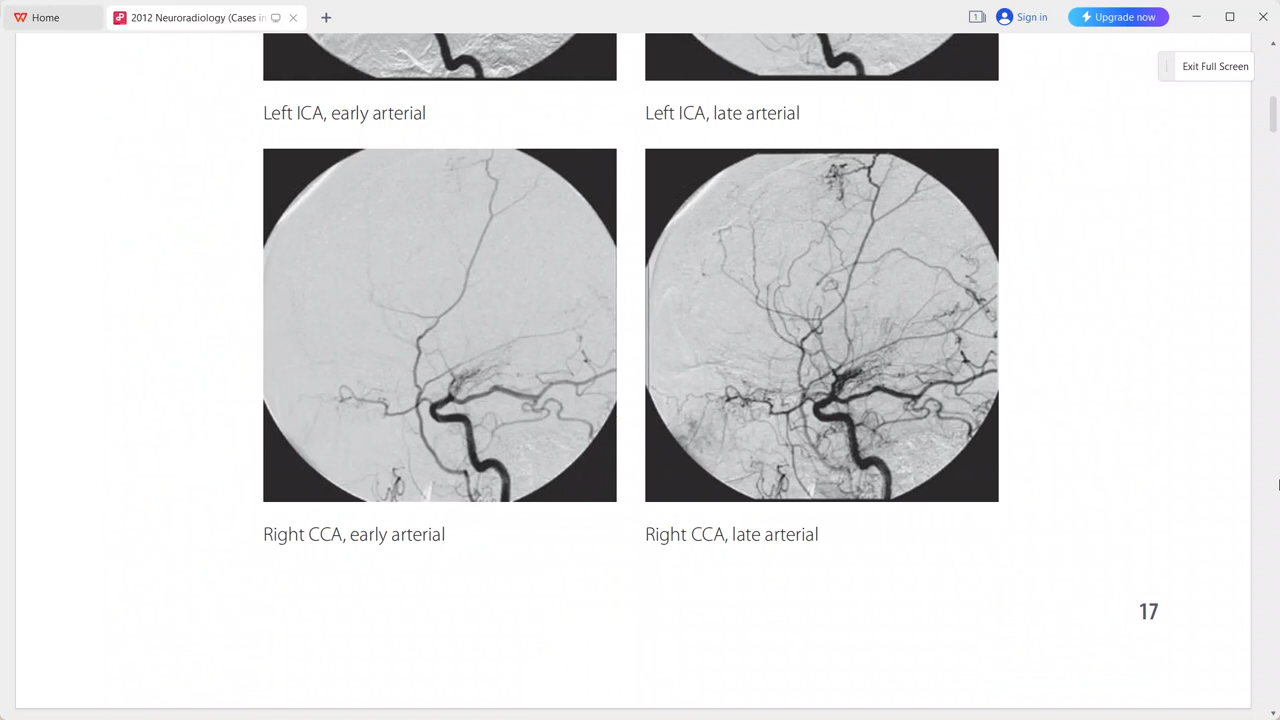 Home
2012 Neuroradiology (Cases in
1
Sign in
Upgrade now
Exit Full Screen
Left ICA, early arterial
Left ICA, late arterial
Right CCA, early arterial
Right CCA, late arterial
17